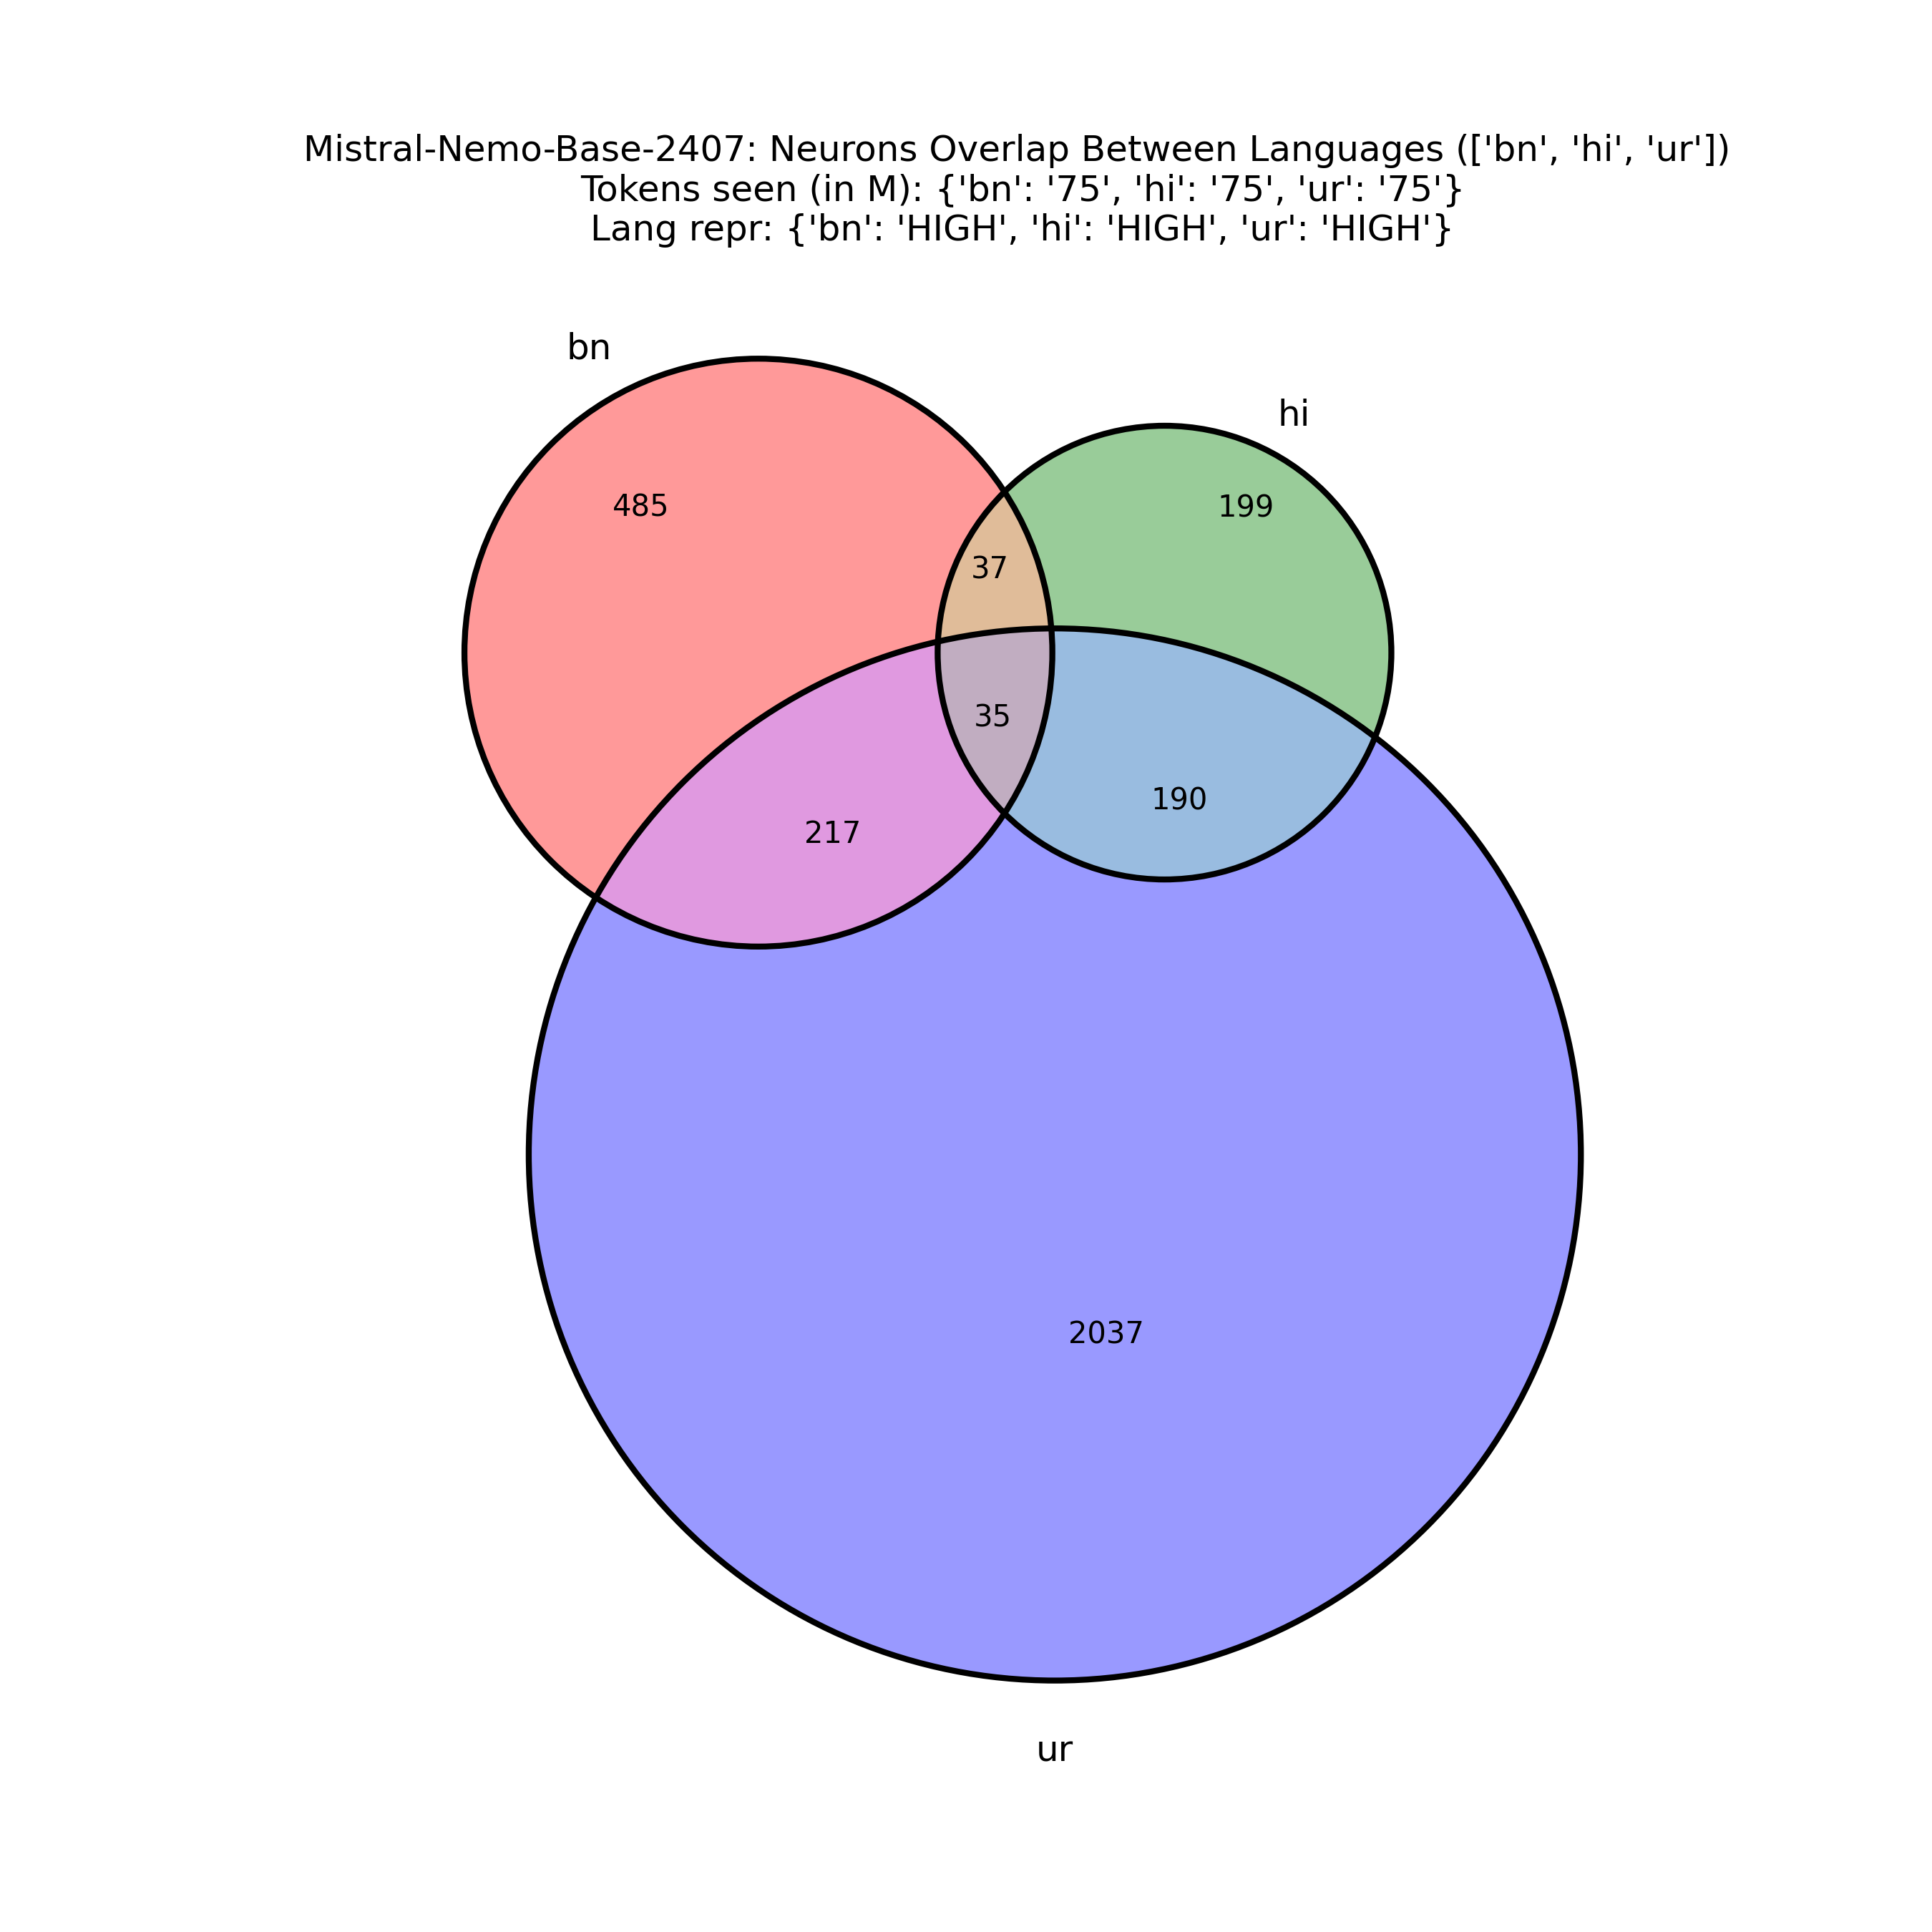 Mistral-Nemo-Base-2407: Neurons Overlap Between Languages (['bn', 'hi', 'ur'])
Tokens seen (in M): {'bn': '75', 'hi': '75', 'ur': '75'}
Lang repr: {'bn': 'HIGH', 'hi': 'HIGH', 'ur': 'HIGH'}
bn
hi
485
199
37
35
190
217
2037
ur